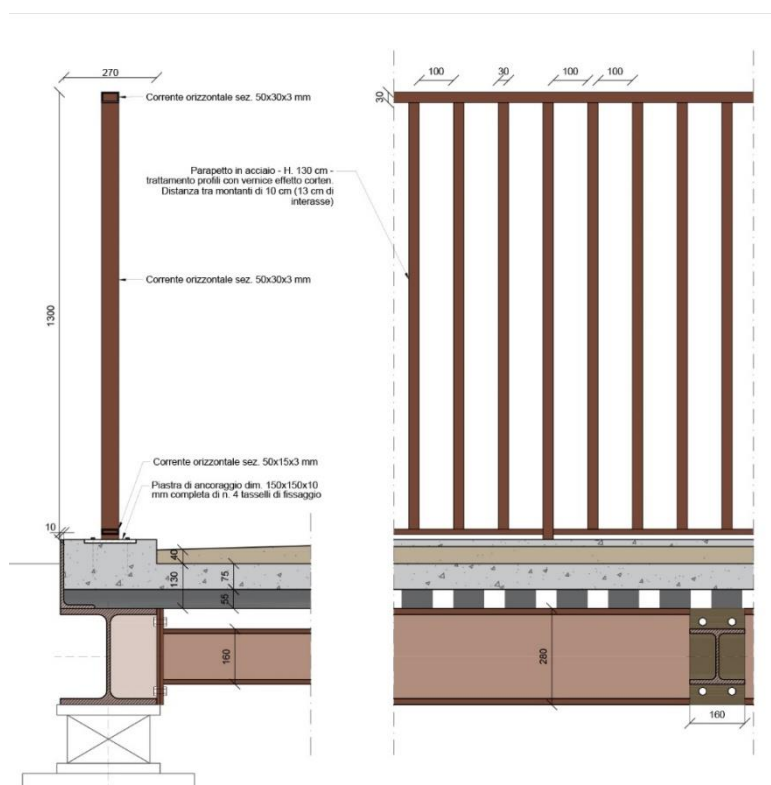 270
Corrente orizzontale sez. 50x30x3 mm
1300
Corrente orizzontale sez. 50x30x3 mm
Corrente orizzontale sez. 50x15x3 mm
Piastra di ancoraggio dim. 150x150x10
mm completa di n. 4 tasselli di fissaggio
10
40
130
75
55
160
100
30
100
100
30
Parapetto in acciaio - H. 130 cm -
trattamento profili con vernice effetto corten.
Distanza tra montanti di 10 cm (13 cm di
interasse)
280
160